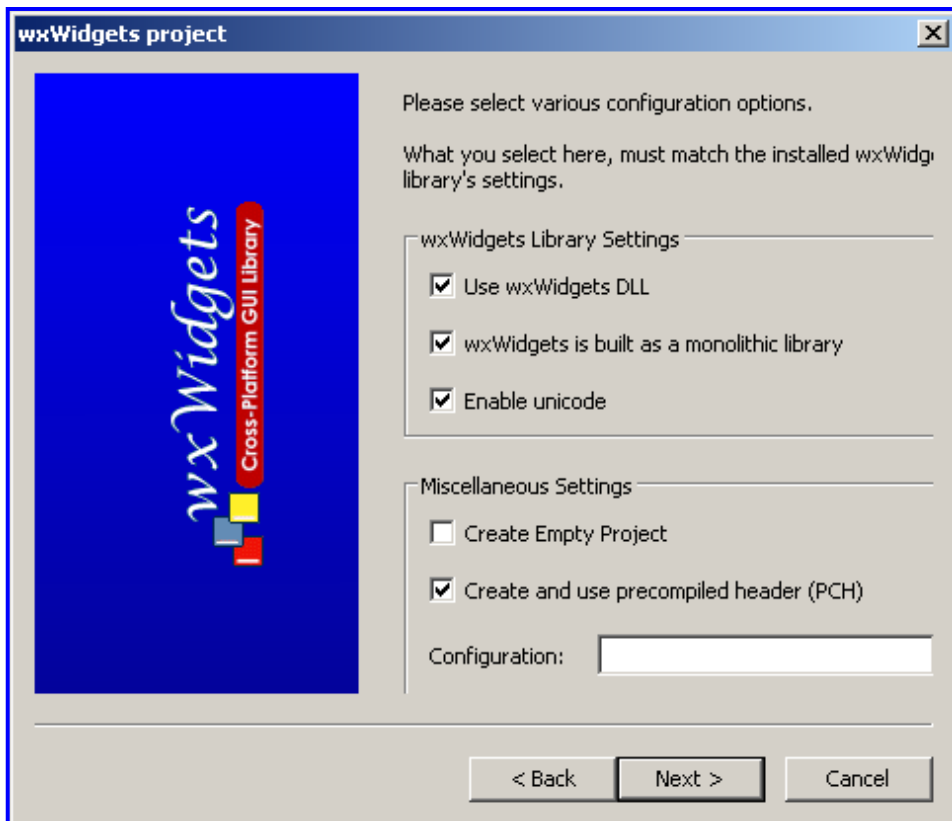 wxWidgets project
Please select various configuration options.
What you select here, must match the installed
library's settings.
wxWidgets
Cross-Platform GUI Library
wxWidgets Library Settings
Use wxWidgets DLL
wxWidgets is built as a monolithic library
Enable unicode
Miscellaneous Settings
Create Empty Project
Create and use precompiled header (PCH)
Configuration:
< Back
Next >
Cancel